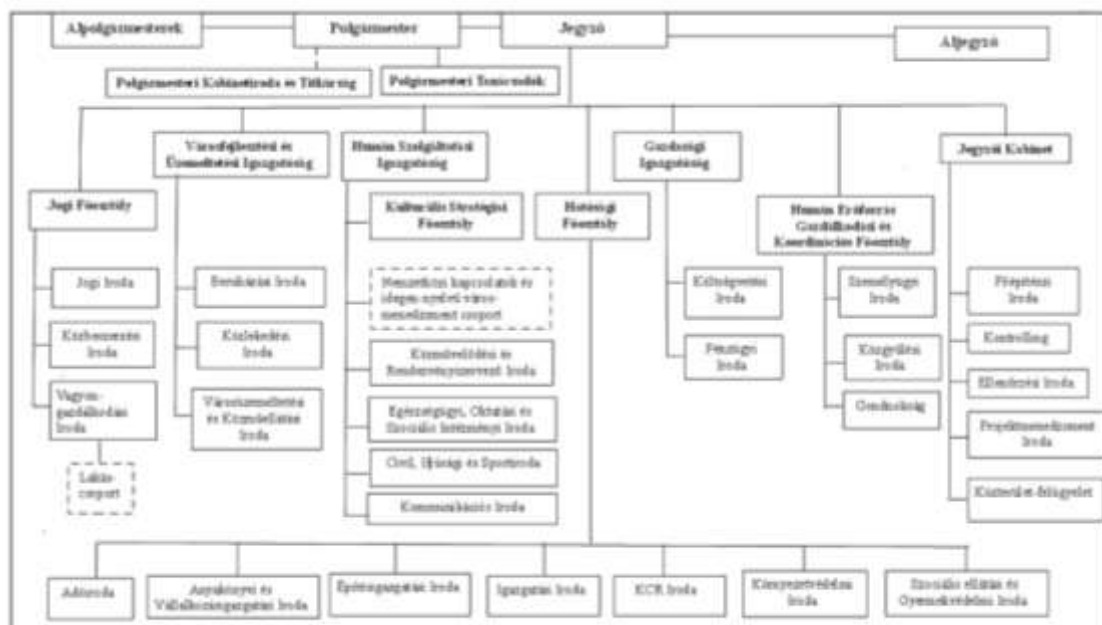 Alpolgármesterek
Polgármester
Jegyző
Aljegyző
Polgármesteri Kabinetiroda és Titkárság
Polgármesteri Tanácsadók
Városfejlesztési és
Üzemeltetési Igazgatóság
Humán Szolgáltatási
Igazgatóság
Gazdasági
Igazgatóság
Jegyzői Kabinet
Jogi Főosztály
Kulturális Stratégiai
Főosztály
Hatósági
Főosztály
Humán Erőforrás
Gazdálkodási és
Koordinációs Főosztály
Jogi Iroda
Beruházási Iroda
Nemzetközi kapcsolatok és
idegen nyelvű város-
menedzsment csoport
Költségvetési
Iroda
Személyügyi
Iroda
Főépítészi
Iroda
Közbeszerzési
Iroda
Közlekedési
Iroda
Közművelődési és
Rendezvényszervező Iroda
Pénzügyi
Iroda
Közgyűlési
Iroda
Kontrolling
Vagyon-
gazdálkodási
Iroda
Városüzemeltetési
és Közműellátási
Iroda
Egészségügyi, Oktatási és
Szociális Intézményi Iroda
Gondnokság
Ellenőrzési Iroda
Projektmenedzsment
Iroda
Lakás-
csoport
Civil, Ifjúsági és Sportiroda
Kommunikációs Iroda
Közterület-felügyelet
Adóiroda
Anyakönyvi és
Vállalkozásigazgatási Iroda
Építésigazgatási Iroda
Igazgatási Iroda
KCR Iroda
Környezetvédelmi
Iroda
Szociális ellátási és
Gyermekvédelmi Iroda